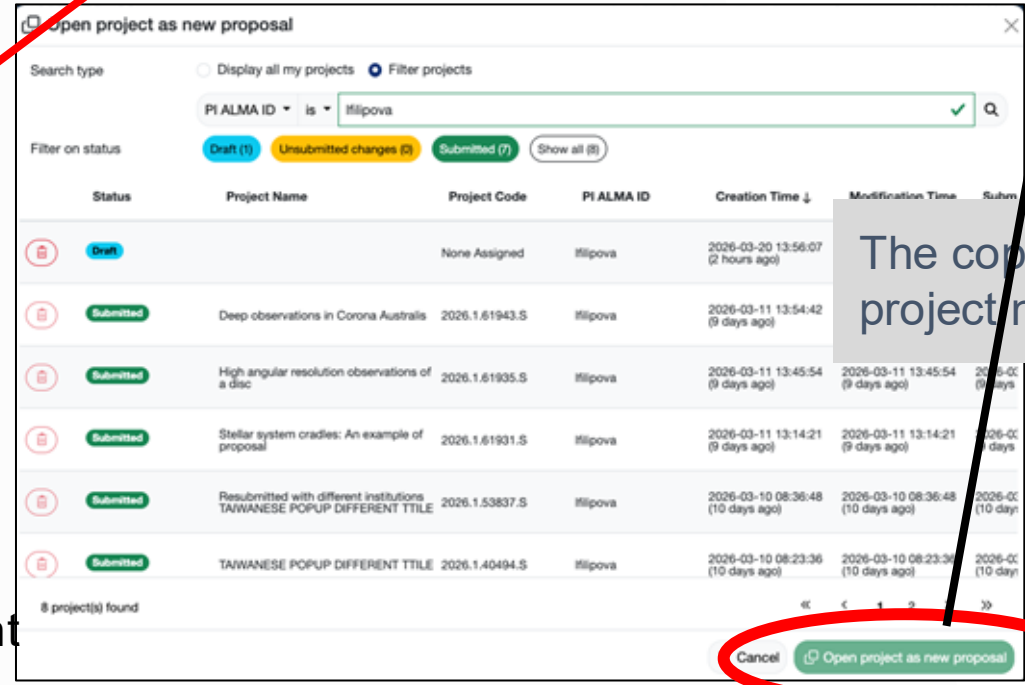 Open project as new proposal
Search type Display all my projects Filter projects
PI ALMA ID is lfilipova
Filter on status Draft (1) Unsubmitted changes (0) Submitted (7) Show all (8)
Status Project Name Project Code PI ALMA ID Creation Time ↓ Modification Time Subm
Draft None Assigned lfilipova 2026-03-20 13:56:07
(2 hours ago)
The cop
project
Submitted Deep observations in Corona Australis 2026.1.61943.S lfilipova 2026-03-11 13:54:42
(9 days ago)
Submitted High angular resolution observations of
a disc 2026.1.61935.S lfilipova 2026-03-11 13:45:54 2026-03-11 13:45:54
(9 days ago) (9 days ago)
Submitted Stellar system cradles: An example of
proposal 2026.1.61931.S lfilipova 2026-03-11 13:14:21 2026-03-11 13:14:21
(9 days ago) (9 days ago) days
Submitted Resubmitted with different institutions
TAIWANESE POPUP DIFFERENT TTILE 2026.1.53837.S lfilipova 2026-03-10 08:36:48 2026-03-10 08:36:48
(10 days ago) (10 days ago) (10 day
Submitted TAIWANESE POPUP DIFFERENT TTILE 2026.1.40494.S lfilipova 2026-03-10 08:23:36 2026-03-10 08:23:36
(10 days ago) (10 days ago) (10 day
8 project(s) found « ‹ 1 2 »
nt
Cancel Open project as new proposal